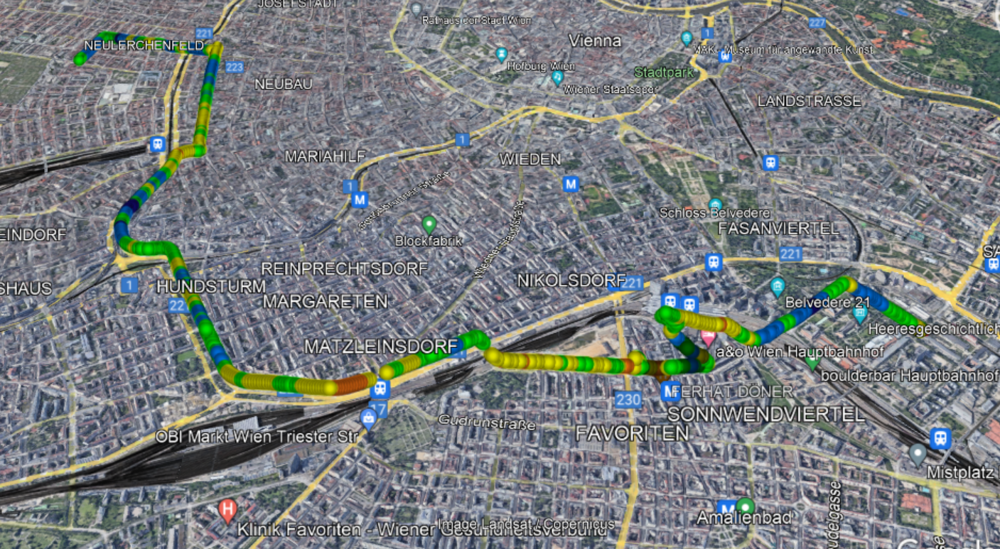 JOSEFSTADT
Rathaus der Stadt Wien
227
221
1
Vienna
NEULERCHENFELD
MAK - Museum für angewandte Kunst
223
Hofburg Wien
Stadtpark
NEUBAU
Wiener Staatsoper
LANDSTRASSE
1
MARIAHILF
WIEDEN
M
1
M
Schloss Belvedere
FASANVIERTEL
EINDORF
Blockfabrik
221
SA
REINPRECHTSDORF
NIKOLSDORF
221
1
HUNDSTURM
SHAUS
MARGARETEN
Belvedere 21
22
Heeresgeschichtlich
MATZLEINSDORF
a&o Wien Hauptbahnhof
boulderbar Hauptbahnhof
M
FERHAT DÖNER
230
17
SONNWENDVIERTEL
Gudrunstraße
FAVORITEN
OBI Markt Wien Triester Str
Mistplatz
H
M
Amalienbad
Klinik Favoriten - Wiener Gesundheitsverbund
Image Landsat / Copernicus
udelgasse